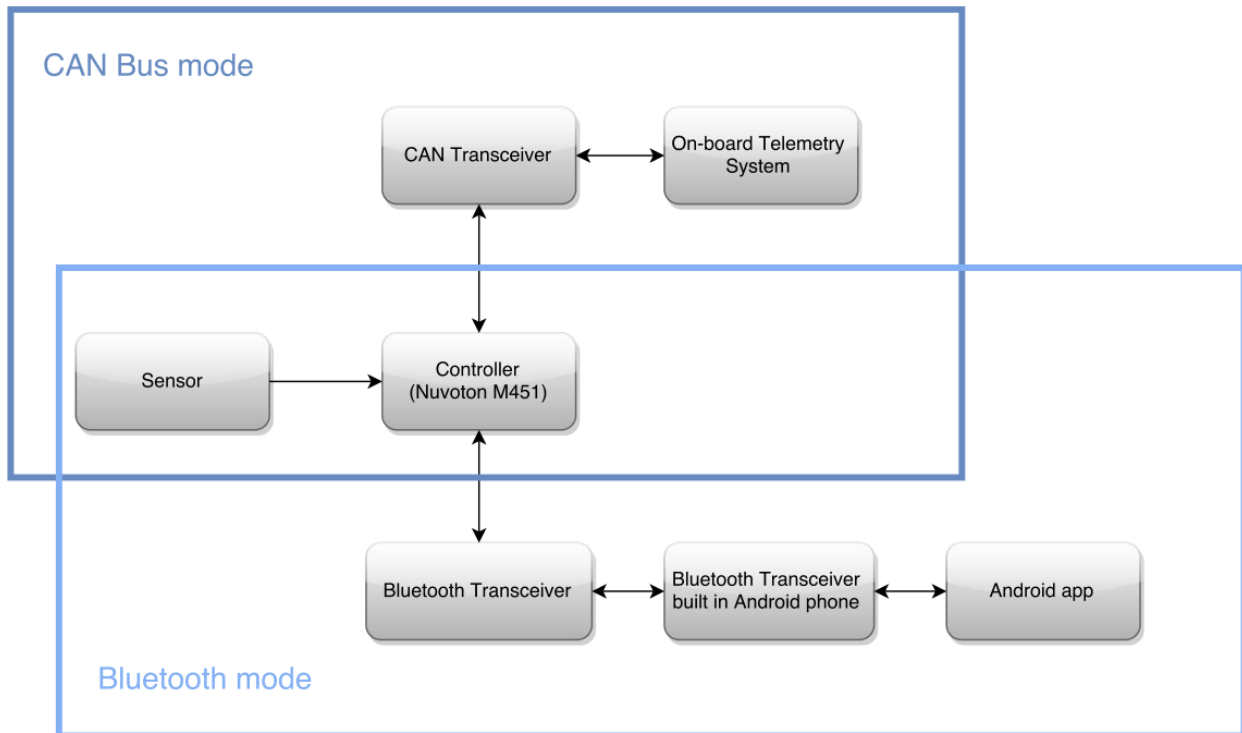 CAN Bus mode
CAN Transceiver
On-board Telemetry
System
Sensor
Controller
(Nuvoton M451)
Bluetooth Transceiver
Bluetooth Transceiver
built in Android phone
Android app
Bluetooth mode